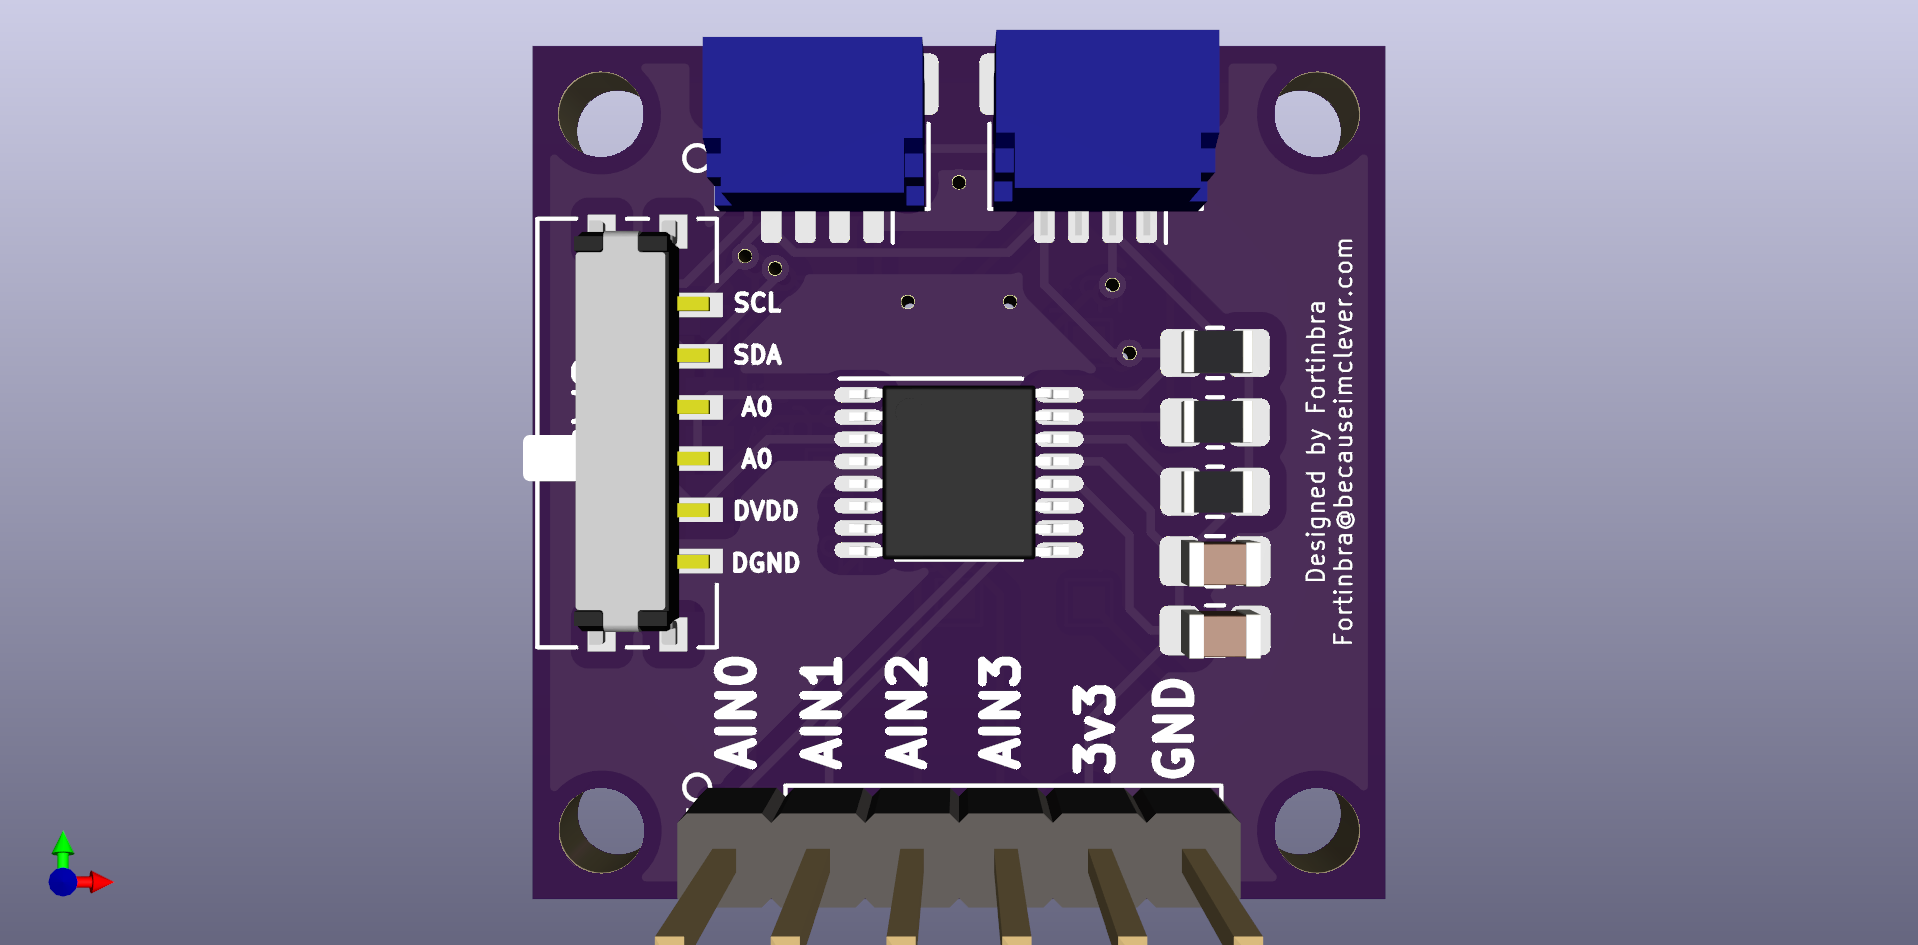 SCL
SDA
A0
A0
DVDD
DGND
AIN0
AIN1
AIN2
AIN3
3v3
GND
Designed by Fortinbra
Fortinbra@becauseimclever.com